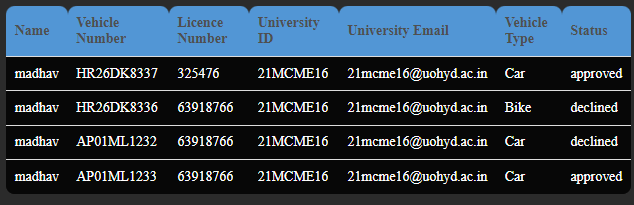 Name Vehicle Number Licence Number University ID University Email Vehicle Type Status
madhav HR26DK8337 325476 21MCME16 21mcme16@uohyd.ac.in Car approved
madhav HR26DK8336 63918766 21MCME16 21mcme16@uohyd.ac.in Bike declined
madhav AP01ML1232 63918766 21MCME16 21mcme16@uohyd.ac.in Car declined
madhav AP01ML1233 63918766 21MCME16 21mcme16@uohyd.ac.in Car approved